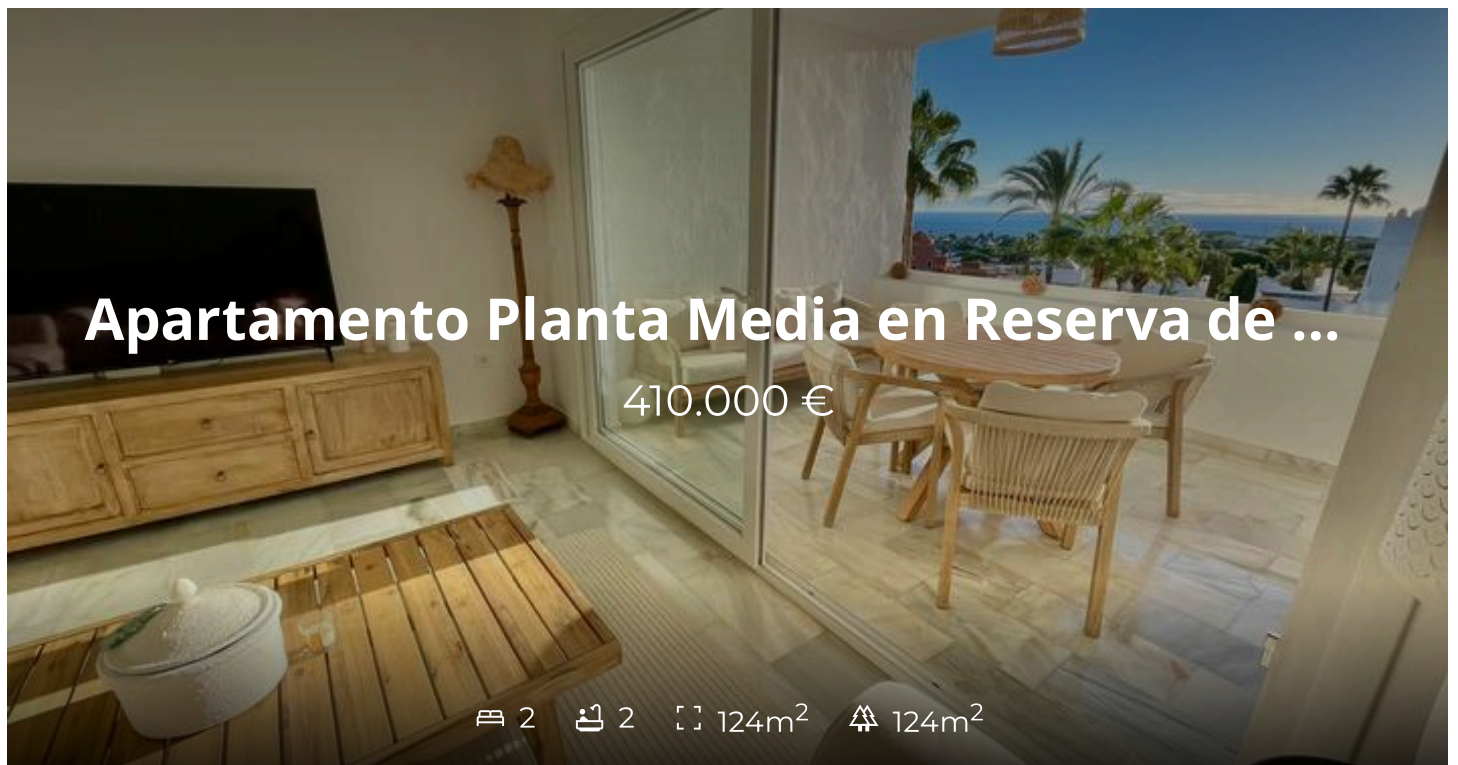 Apartamento Planta Media en Reserva de ...
410.000 €
2 2 124m² 124m²